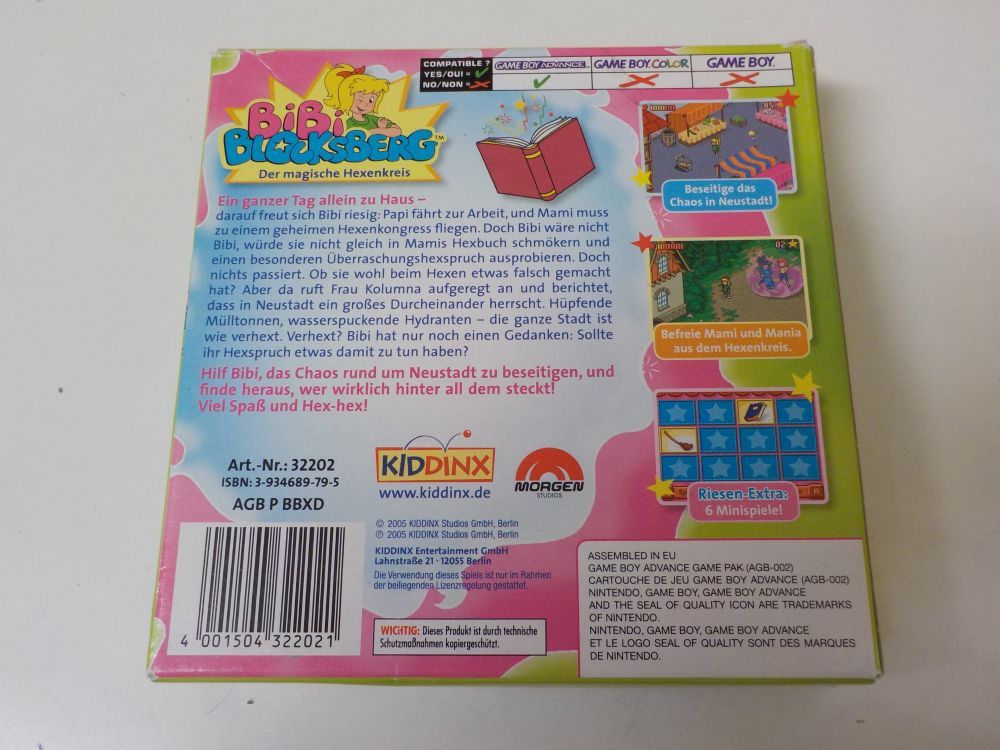 COMPATIBLE ?
YES/OUI =
NO/NON =
GAME BOY ADVANCE
GAME BOY COLOR
GAME BOY
BiBi
BLOCKSBERG™
Der magische Hexenkreis
Ein ganzer Tag allein zu Haus –
darauf freut sich Bibi riesig: Papi fährt zur Arbeit, und Mami muss
zu einem geheimen Hexenkongress fliegen. Doch Bibi wäre nicht
Bibi, würde sie nicht gleich in Mamis Hexbuch schmökern und
einen besonderen Überraschungshexspruch ausprobieren. Doch
nichts passiert. Ob sie wohl beim Hexen etwas falsch gemacht
hat? Aber da ruft Frau Kolumna aufgeregt an und berichtet,
dass in Neustadt ein großes Durcheinander herrscht. Hüpfende
Mülltonnen, wasserspuckende Hydranten – die ganze Stadt ist
wie verhext. Verhext? Bibi hat nur noch einen Gedanken: Sollte
ihr Hexspruch etwas damit zu tun haben?
Hilf Bibi, das Chaos rund um Neustadt zu beseitigen, und
finde heraus, wer wirklich hinter all dem steckt!
Viel Spaß und Hex-hex!
Beseitige das
Chaos in Neustadt!
02
Befreie Mami und Mania
aus dem Hexenkreis.
Riesen-Extra:
6 Minispiele!
Art.-Nr.: 32202
ISBN: 3-934689-79-5
AGB P BBXD
KIDDINX
www.kiddinx.de
MORGEN
STUDIOS
© 2005 KIDDINX Studios GmbH, Berlin
℗ 2005 KIDDINX Studios GmbH, Berlin
KIDDINX Entertainment GmbH
Lahnstraße 21 · 12055 Berlin
Die Verwendung dieses Spiels ist nur im Rahmen
der beiliegenden Lizenzregelung gestattet.
WICHTIG: Dieses Produkt ist durch technische
Schutzmaßnahmen kopiergeschützt.
4 001504 322021
ASSEMBLED IN EU
GAME BOY ADVANCE GAME PAK (AGB-002)
CARTOUCHE DE JEU GAME BOY ADVANCE (AGB-002)
NINTENDO, GAME BOY, GAME BOY ADVANCE
AND THE SEAL OF QUALITY ICON ARE TRADEMARKS
OF NINTENDO.
NINTENDO, GAME BOY, GAME BOY ADVANCE
ET LE LOGO SEAL OF QUALITY SONT DES MARQUES
DE NINTENDO.